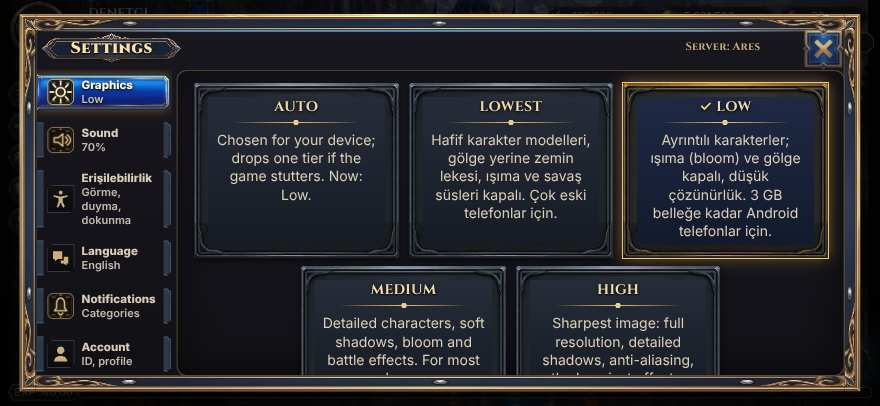 DENETÇİ
SETTINGS
SERVER: ARES
Graphics
Low
Sound
70%
Erişilebilirlik
Görme,
duyma,
dokunma
Language
English
Notifications
Categories
Account
ID, profile
AUTO
Chosen for your device;
drops one tier if the
game stutters. Now:
Low.
LOWEST
Hafif karakter modelleri,
gölge yerine zemin
lekesi, ışıma ve savaş
süsleri kapalı. Çok eski
telefonlar için.
LOW
Ayrıntılı karakterler;
ışıma (bloom) ve gölge
kapalı, düşük
çözünürlük. 3 GB
belleğe kadar Android
telefonlar için.
MEDIUM
Detailed characters, soft
shadows, bloom and
battle effects. For most
HIGH
Sharpest image: full
resolution, detailed
shadows, anti-aliasing,